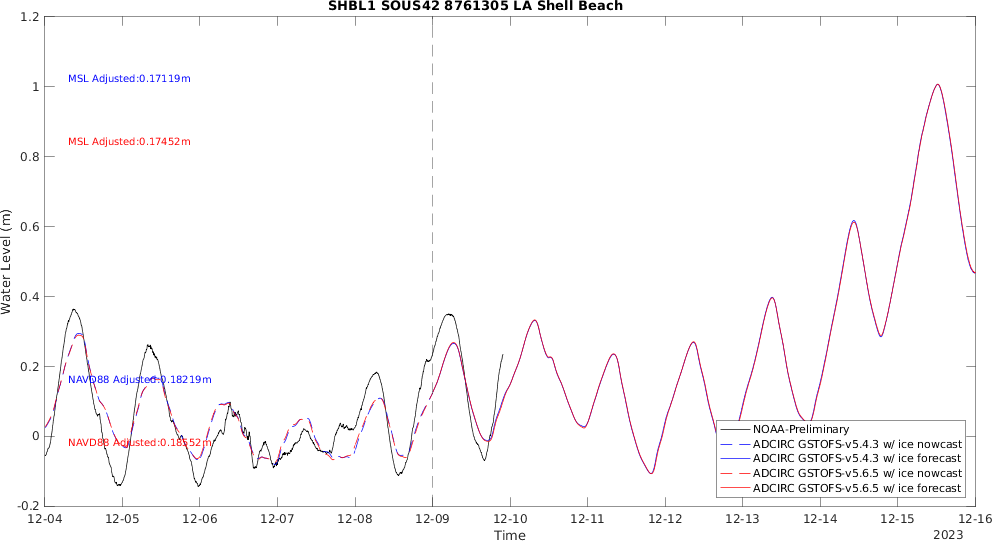 SHBL1 SOUS42 8761305 LA Shell Beach
1.2
1
0.8
0.6
0.4
0.2
0
-0.2
Water Level (m)
MSL Adjusted:0.17119m
MSL Adjusted:0.17452m
NAVD88 Adjusted:0.18219m
NAVD88 Adjusted:0.18552m
NOAA-Preliminary
ADCIRC GSTOFS-v5.4.3 w/ ice nowcast
ADCIRC GSTOFS-v5.4.3 w/ ice forecast
ADCIRC GSTOFS-v5.6.5 w/ ice nowcast
ADCIRC GSTOFS-v5.6.5 w/ ice forecast
12-04 12-05 12-06 12-07 12-08 12-09 12-10 12-11 12-12 12-13 12-14 12-15 12-16
Time
2023